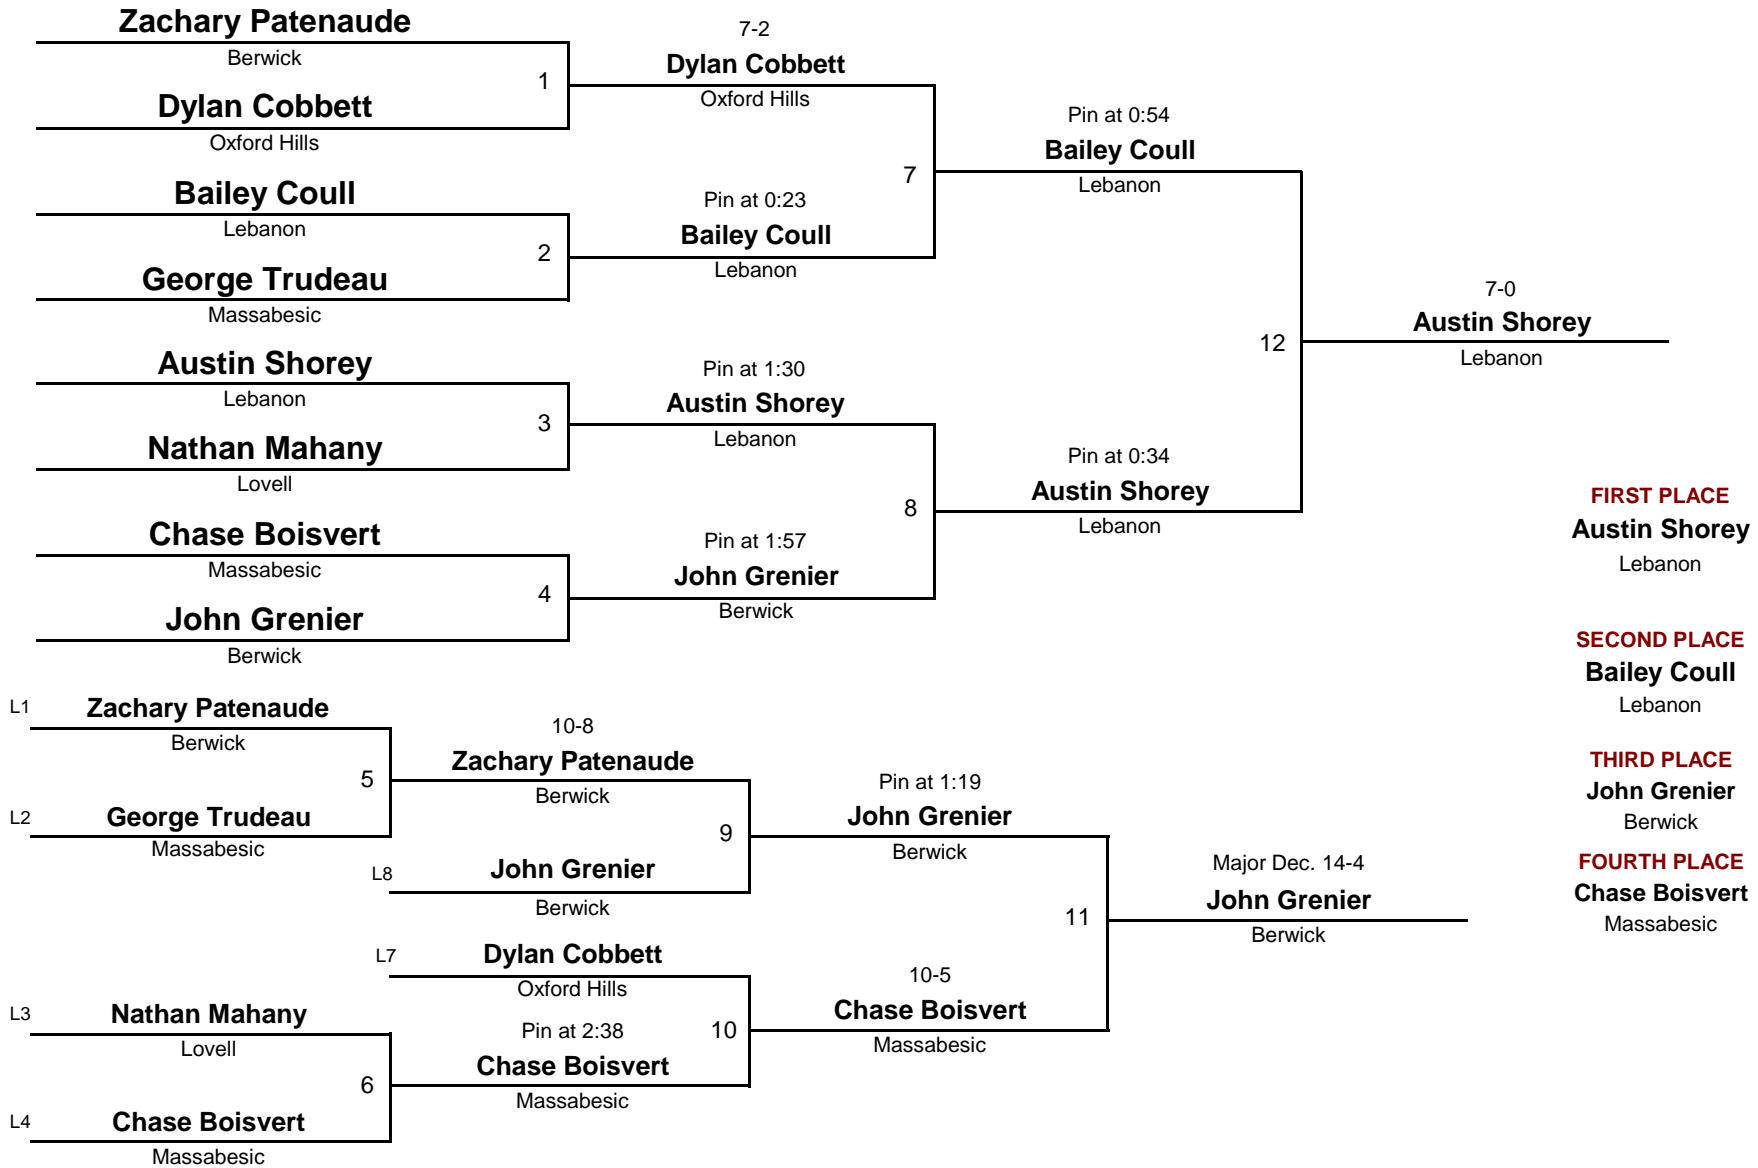 Zachary Patenaude
Berwick
1
Dylan Cobbett
Oxford Hills
7-2
Dylan Cobbett
Oxford Hills
Bailey Coull
Lebanon
2
George Trudeau
Massabesic
Pin at 0:23
Bailey Coull
Lebanon
7
Pin at 0:54
Bailey Coull
Lebanon
Austin Shorey
Lebanon
3
Nathan Mahany
Lovell
Pin at 1:30
Austin Shorey
Lebanon
Chase Boisvert
Massabesic
4
John Grenier
Berwick
Pin at 1:57
John Grenier
Berwick
8
Pin at 0:34
Austin Shorey
Lebanon
12
7-0
Austin Shorey
Lebanon
FIRST PLACE
Austin Shorey
Lebanon
SECOND PLACE
Bailey Coull
Lebanon
THIRD PLACE
John Grenier
Berwick
FOURTH PLACE
Chase Boisvert
Massabesic
L1
Zachary Patenaude
Berwick
5
L2
George Trudeau
Massabesic
10-8
Zachary Patenaude
Berwick
9
L8
John Grenier
Berwick
Pin at 1:19
John Grenier
Berwick
L7
Dylan Cobbett
Oxford Hills
10
L3
Nathan Mahany
Lovell
6
L4
Chase Boisvert
Massabesic
Pin at 2:38
Chase Boisvert
Massabesic
10-5
Chase Boisvert
Massabesic
11
Major Dec. 14-4
John Grenier
Berwick